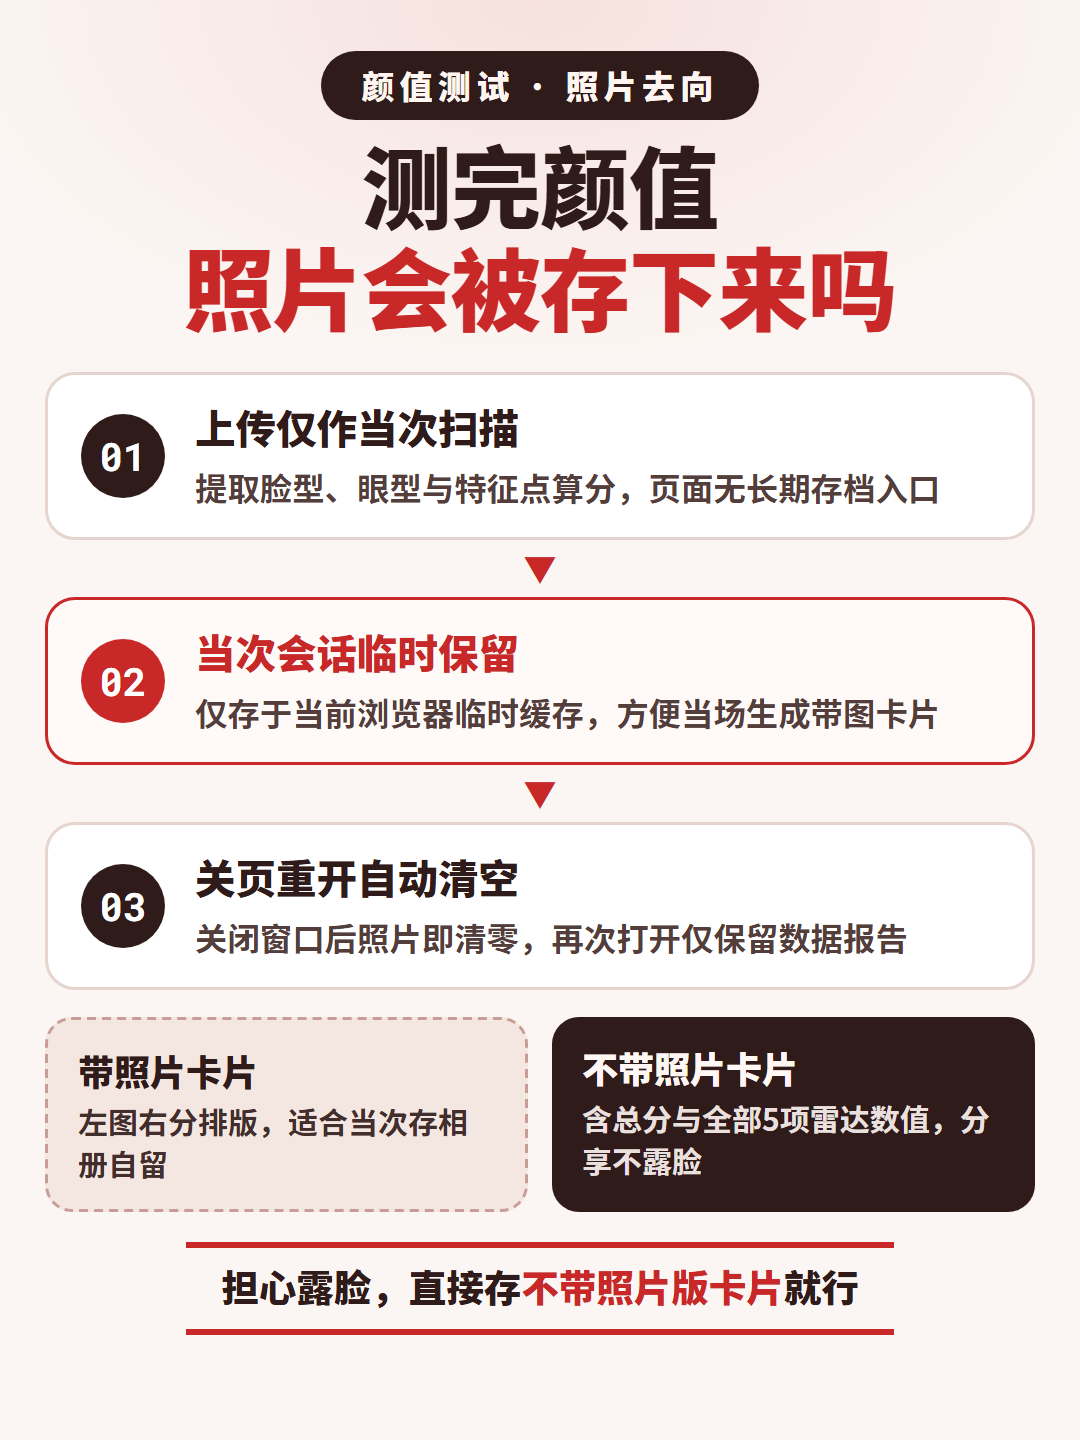 颜值测试 · 照片去向
测完颜值
照片会被存下来吗
01
上传仅作当次扫描
提取脸型、眼型与特征点算分，页面无长期存档入口
02
当次会话临时保留
仅存于当前浏览器临时缓存，方便当场生成带图卡片
03
关页重开自动清空
关闭窗口后照片即清零，再次打开仅保留数据报告
带照片卡片
左图右分排版，适合当次存相
册自留
不带照片卡片
含总分与全部5项雷达数值，分
享不露脸
担心露脸，直接存不带照片版卡片就行